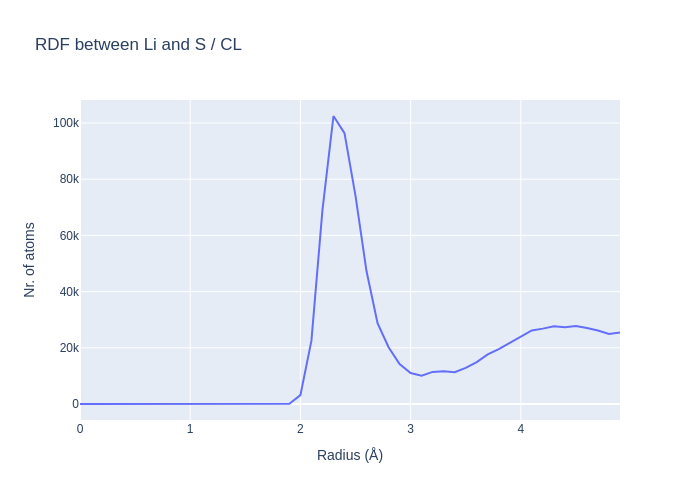 RDF between Li and S / CL
Nr. of atoms
100k
80k
60k
40k
20k
0
0 1 2 3 4
Radius (Å)